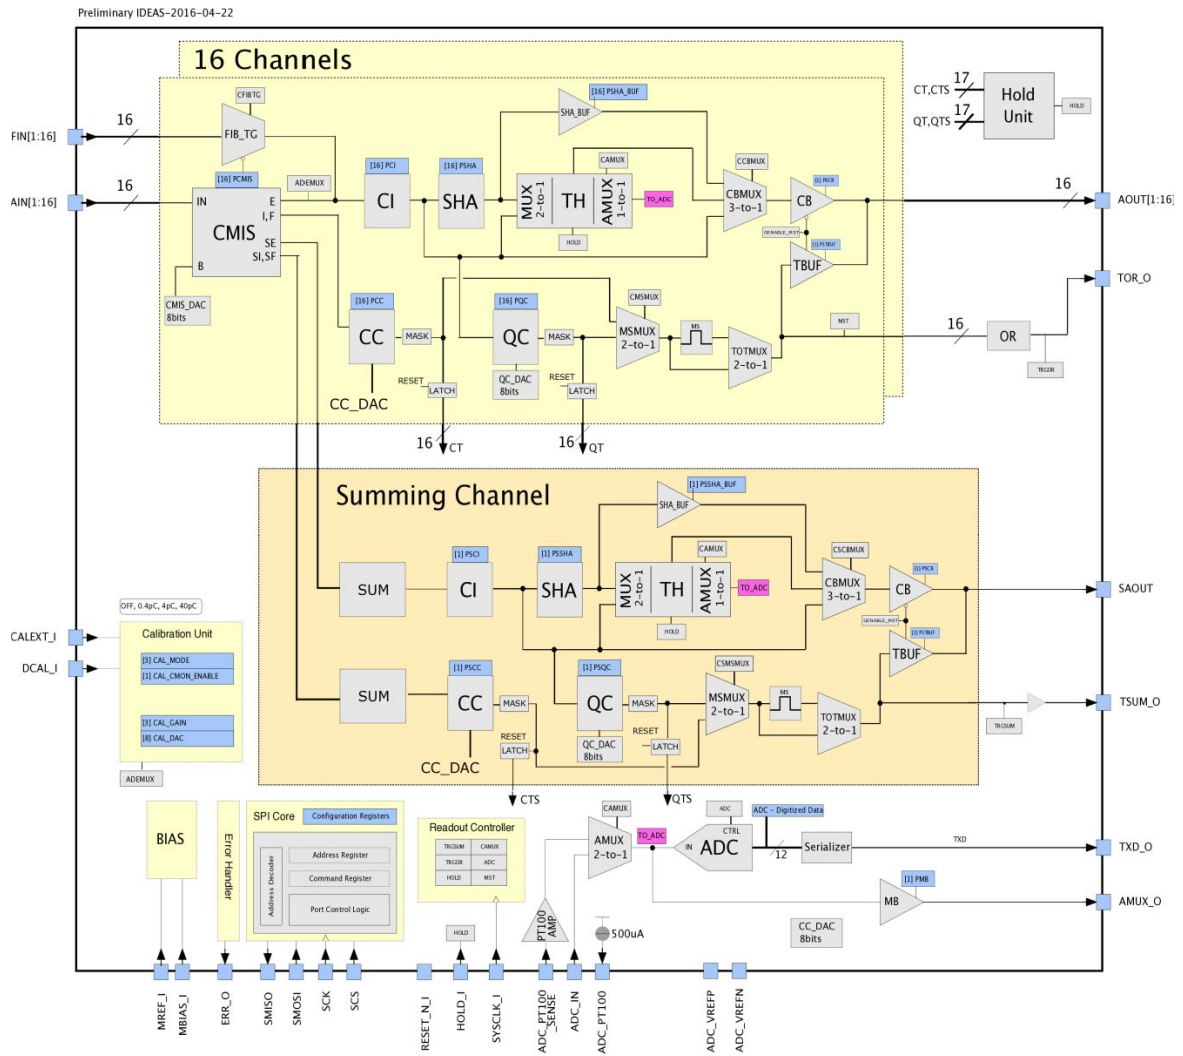 Preliminary IDEAS-2016-04-22
16 Channels
FIN[1:16]
16
CFIBTG
FIB_TG
[16] PCMIS
AIN[1:16]
16
IN
E
I,F
CMIS
SE
SI,SF
B
CMIS_DAC
8bits
ADEMUX
[16] PCI
CI
[16] PSHA
SHA
[16] PSHA_BUF
SHA_BUF
MUX
2-to-1
TH
AMUX
1-to-1
CAMUX
HOLD
TO_ADC
CCBMUX
CBMUX
3-to-1
[1] PSCB
CB
GENABLE_MST
[1] PSTBUF
TBUF
CT,CTS
17
QT,QTS
17
Hold
Unit
HOLD
16
AOUT[1:16]
TOR_O
[16] PCC
CC
MASK
CC_DAC
RESET
LATCH
16
CT
[16] PQC
QC
MASK
QC_DAC
8bits
RESET
LATCH
16
QT
CMSMUX
MSMUX
2-to-1
MS
TOTMUX
2-to-1
MST
16
OR
TRGOR
Summing Channel
SUM
[1] PSCI
CI
[1] PSSHA
SHA
[1] PSSHA_BUF
SHA_BUF
MUX
2-to-1
TH
AMUX
1-to-1
CAMUX
HOLD
TO_ADC
CSCBMUX
CBMUX
3-to-1
[1] PSCB
CB
GENABLE_MST
[1] PSTBUF
TBUF
SAOUT
SUM
[1] PSCC
CC
MASK
CC_DAC
RESET
LATCH
CTS
[1] PSQC
QC
MASK
QC_DAC
8bits
RESET
LATCH
QTS
CSMSMUX
MSMUX
2-to-1
MS
TOTMUX
2-to-1
TRGSUM
TSUM_O
OFF, 0.4pC, 4pC, 40pC
CALEXT_I
DCAL_I
Calibration Unit
[3] CAL_MODE
[1] CAL_CMON_ENABLE
[3] CAL_GAIN
[8] CAL_DAC
ADEMUX
BIAS
Error Handler
SPI Core
Configuration Registers
Address Decoder
Address Register
Command Register
Port Control Logic
Readout Controller
TRGSUM
CAMUX
TRGOR
ADC
HOLD
MST
HOLD
PT100
AMP
500uA
CAMUX
AMUX
2-to-1
TO_ADC
ADC
CTRL
IN
ADC
ADC - Digitized Data
12
Serializer
TXD
TXD_O
[1] PMB
MB
AMUX_O
CC_DAC
8bits
MREF_I
MBIAS_I
ERR_O
SMISO
SMOSI
SCK
SCS
RESET_N_I
HOLD_I
SYSCLK_I
ADC_PT100
_SENSE
ADC_IN
ADC_PT100
ADC_VREFP
ADC_VREFN